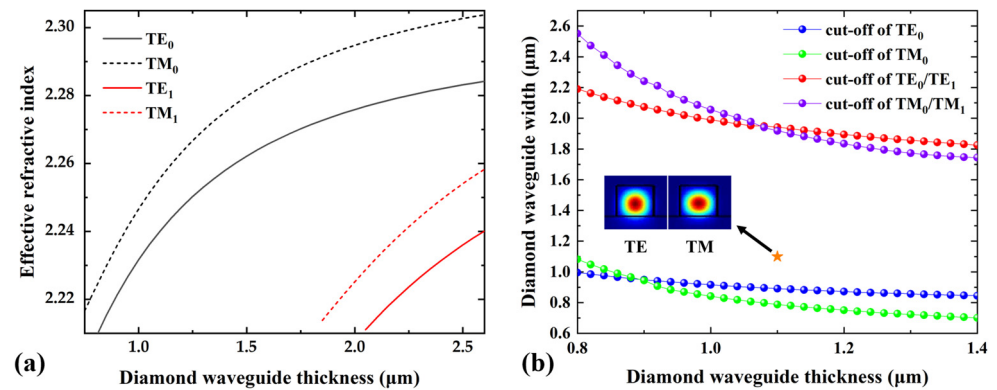 2.30
2.28
2.26
2.24
2.22
Effective refractive index
TE₀
TM₀
TE₁
TM₁
1.0
1.5
2.0
2.5
Diamond waveguide thickness (μm)
(a)
2.6
2.4
2.2
2.0
1.8
1.6
1.4
1.2
1.0
0.8
0.6
Diamond waveguide width (μm)
cut-off of TE₀
cut-off of TM₀
cut-off of TE₀/TE₁
cut-off of TM₀/TM₁
TE
TM
0.8
1.0
1.2
1.4
Diamond waveguide thickness (μm)
(b)